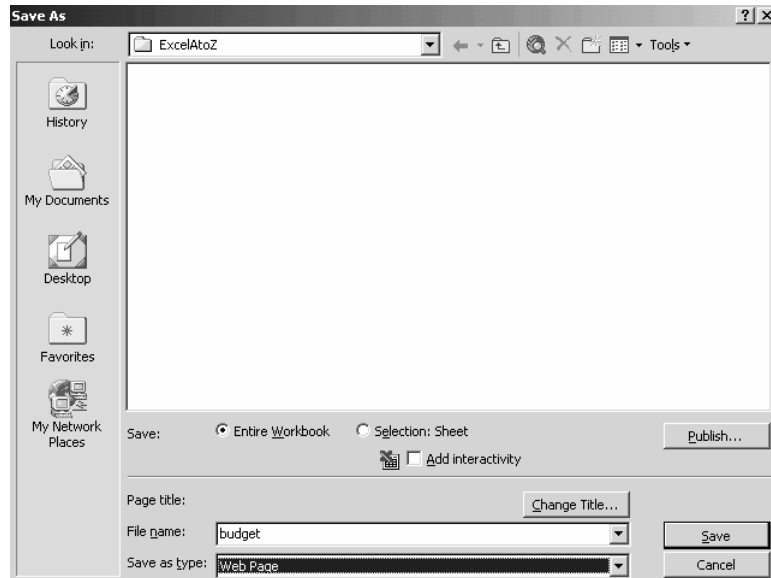 Save As
Look in: ExcelAtoZ Tools
History
My Documents
Desktop
Favorites
My Network
Places
Save: Entire Workbook Selection: Sheet Publish...
Add interactivity
Page title: Change Title...
File name: budget Save
Save as type: Web Page Cancel